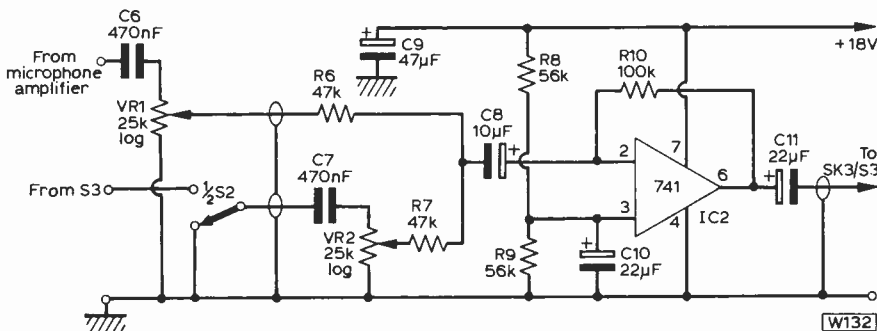 C6
470nF
From
microphone
amplifier
VR1
25k
log
From S3
½S2
C7
470nF
VR2
25k
log
R6
47k
R7
47k
+
C9
47µF
C8
10µF
+
R8
56k
R9
56k
+
C10
22µF
R10
100k
2
3
7
741
6
4
IC2
C11
22µF
+
+18V
To
SK3/S3
W132